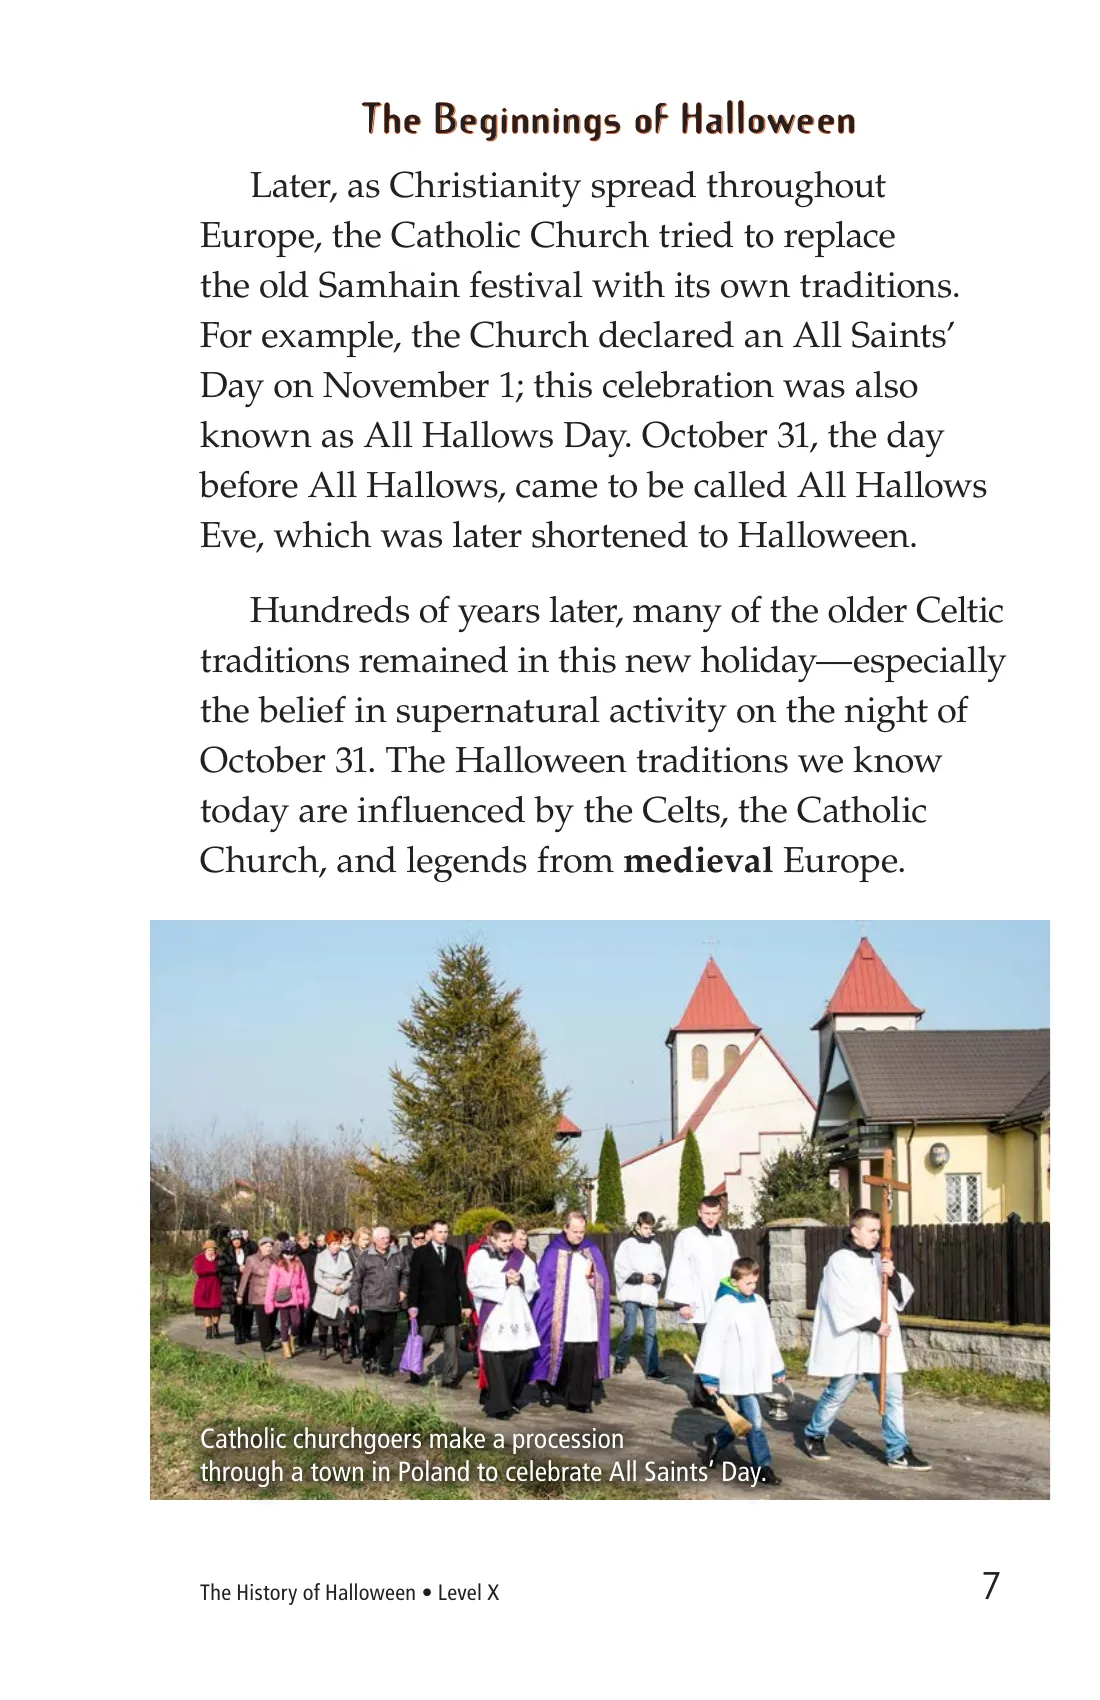 The Beginnings of Halloween
Later, as Christianity spread throughout
Europe, the Catholic Church tried to replace
the old Samhain festival with its own traditions.
For example, the Church declared an All Saints’
Day on November 1; this celebration was also
known as All Hallows Day. October 31, the day
before All Hallows, came to be called All Hallows
Eve, which was later shortened to Halloween.
Hundreds of years later, many of the older Celtic
traditions remained in this new holiday—especially
the belief in supernatural activity on the night of
October 31. The Halloween traditions we know
today are influenced by the Celts, the Catholic
Church, and legends from medieval Europe.
Catholic churchgoers make a procession
through a town in Poland to celebrate All Saints’ Day.
The History of Halloween • Level X
7